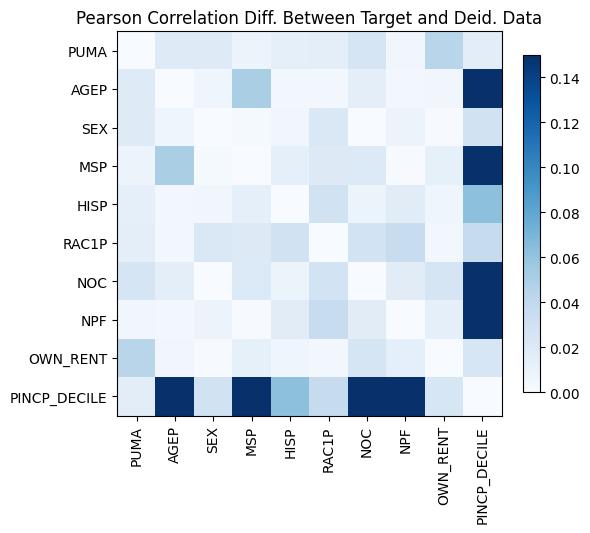 Pearson Correlation Diff. Between Target and Deid. Data
PUMA
AGEP
SEX
MSP
HISP
RAC1P
NOC
NPF
OWN_RENT
PINCP_DECILE
PUMA
AGEP
SEX
MSP
HISP
RAC1P
NOC
NPF
OWN_RENT
PINCP_DECILE
0.14
0.12
0.10
0.08
0.06
0.04
0.02
0.00